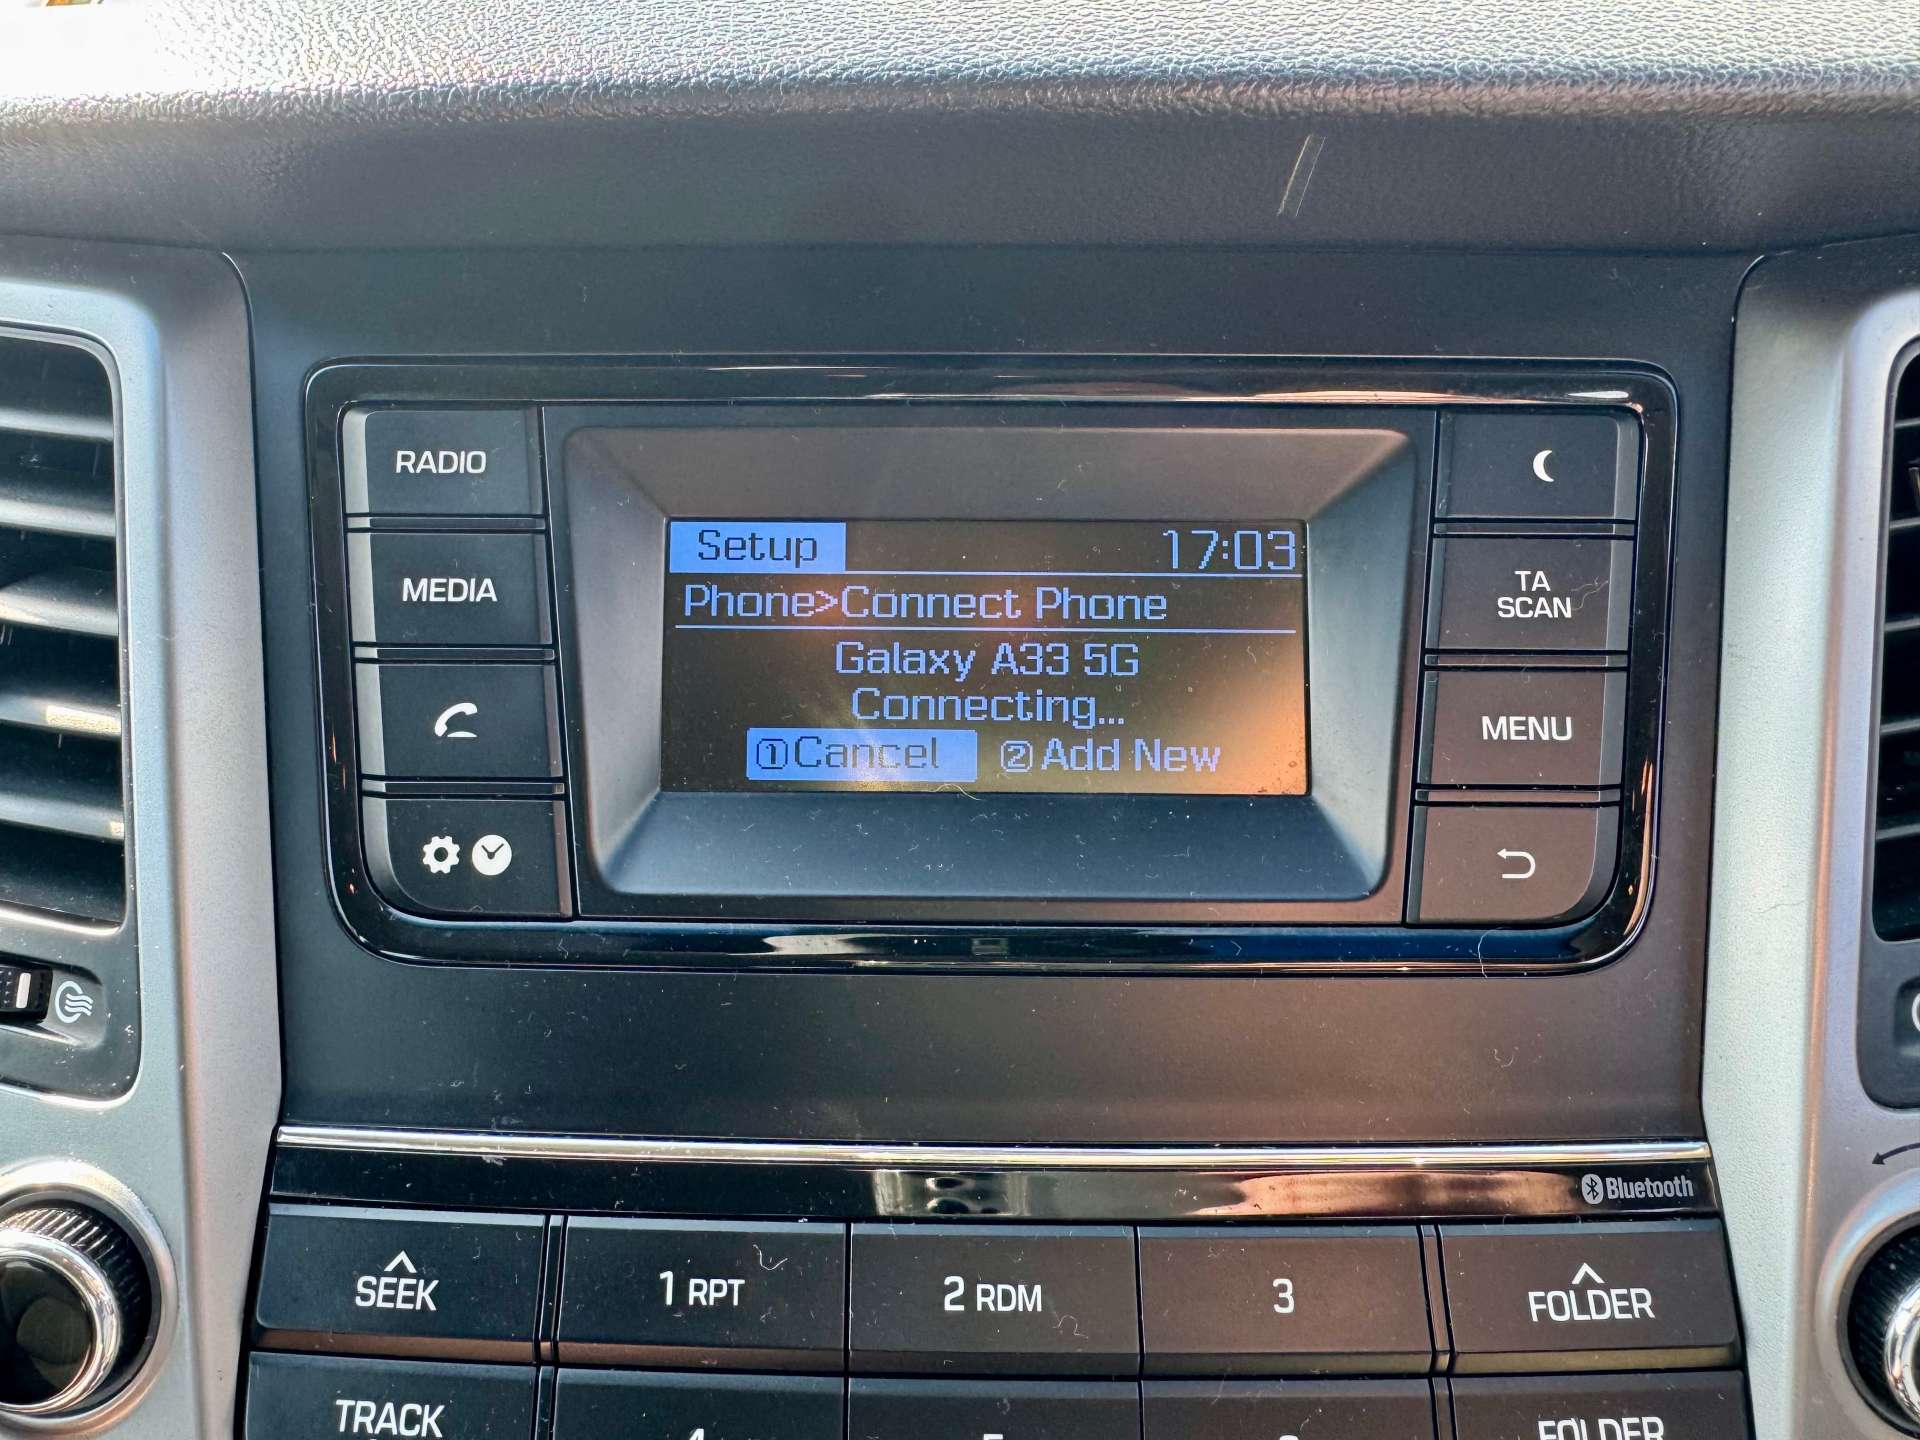 RADIO
MEDIA
Setup 17:03
Phone>Connect Phone
Galaxy A33 5G
Connecting...
①Cancel ②Add New
TA
SCAN
MENU
Bluetooth
SEEK
1 RPT
2 RDM
3
FOLDER
TRACK
FOLDER